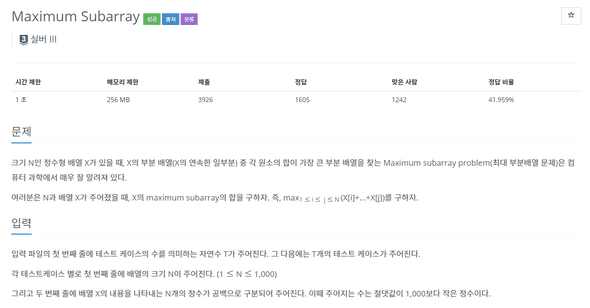 Maximum Subarray 성공 출처 분류
☆
3 실버 III
시간 제한 메모리 제한 제출 정답 맞은 사람 정답 비율
1 초 256 MB 3926 1605 1242 41.959%
문제
크기 N인 정수형 배열 X가 있을 때, X의 부분 배열(X의 연속한 일부분) 중 각 원소의 합이 가장 큰 부분 배열을 찾는 Maximum subarray problem(최대 부분배열 문제)은 컴
퓨터 과학에서 매우 잘 알려져 있다.
여러분은 N과 배열 X가 주어졌을 때, X의 maximum subarray의 합을 구하자. 즉, max1 ≤ i ≤ j ≤ N (X[i]+...+X[j])를 구하자.
입력
입력 파일의 첫 번째 줄에 테스트 케이스의 수를 의미하는 자연수 T가 주어진다. 그 다음에는 T개의 테스트 케이스가 주어진다.
각 테스트케이스 별로 첫 번째 줄에 배열의 크기 N이 주어진다. (1 ≤ N ≤ 1,000)
그리고 두 번째 줄에 배열 X의 내용을 나타내는 N개의 정수가 공백으로 구분되어 주어진다. 이때 주어지는 수는 절댓값이 1,000보다 작은 정수이다.